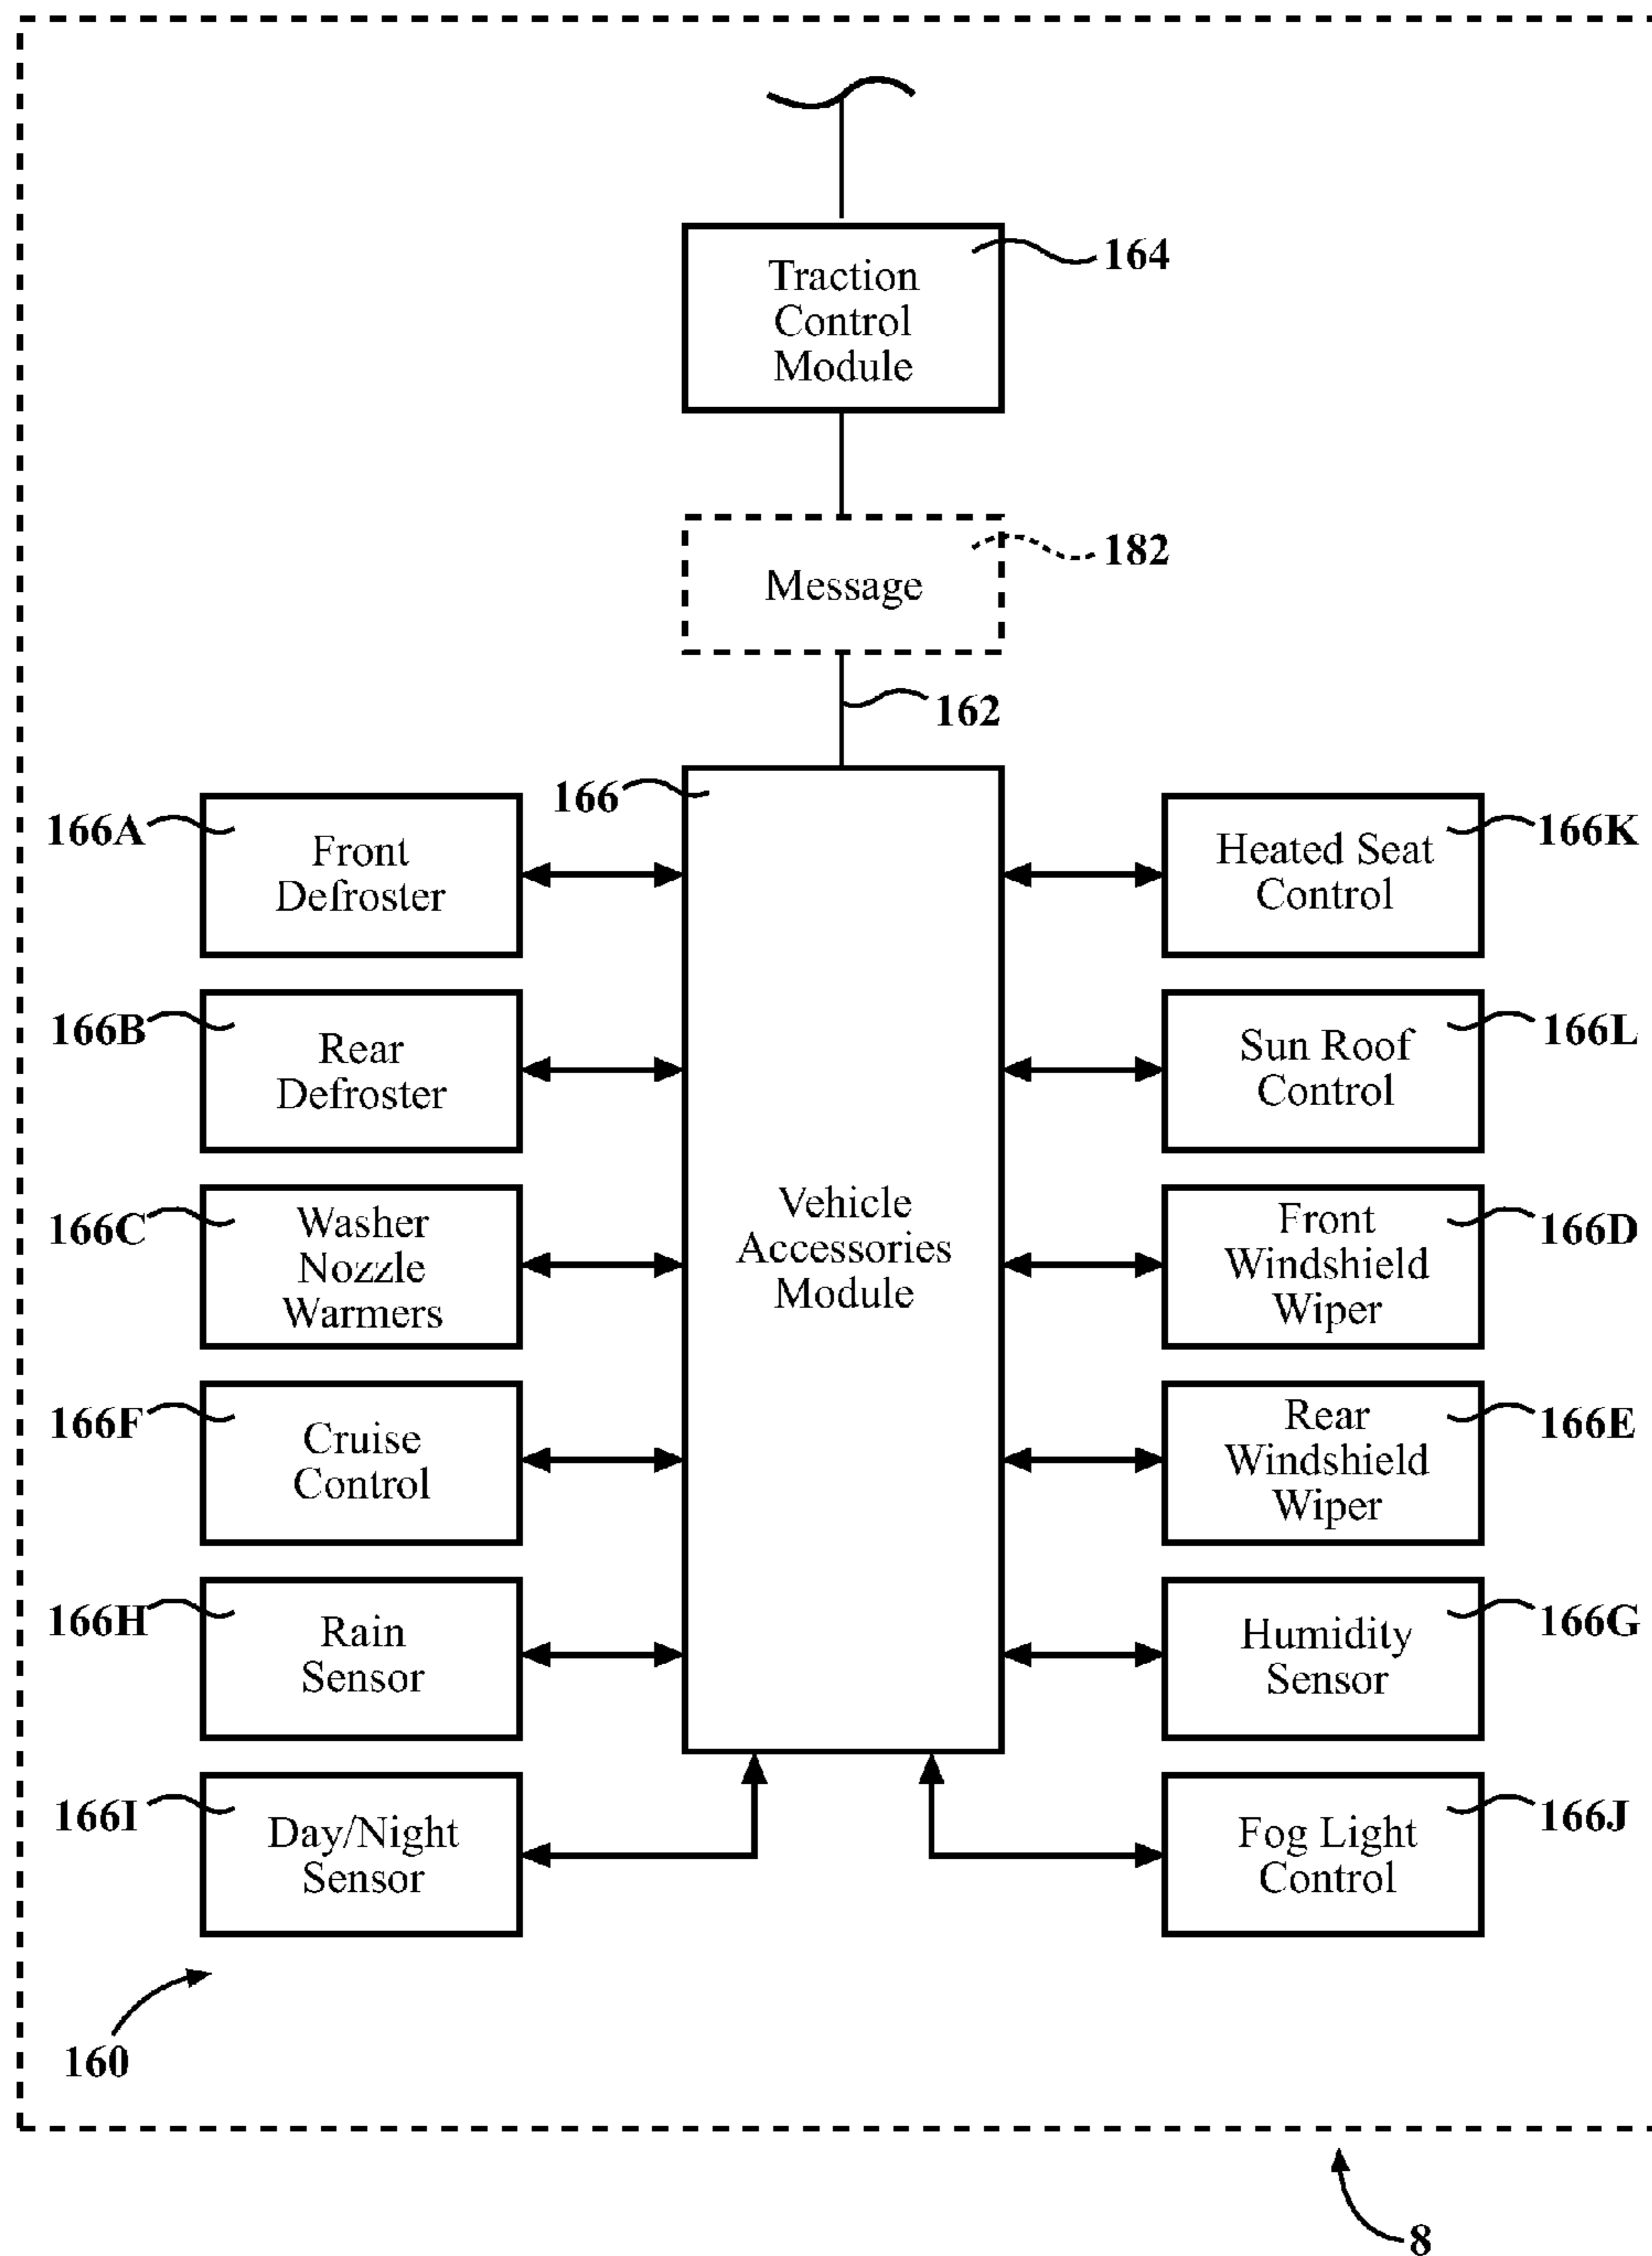 Traction
Control
Module
164
Message
182
162
166
Vehicle
Accessories
Module
166A
Front
Defroster
166B
Rear
Defroster
166C
Washer
Nozzle
Warmers
166F
Cruise
Control
166H
Rain
Sensor
166I
Day/Night
Sensor
Heated Seat
Control
166K
Sun Roof
Control
166L
Front
Windshield
Wiper
166D
Rear
Windshield
Wiper
166E
Humidity
Sensor
166G
Fog Light
Control
166J
160
8